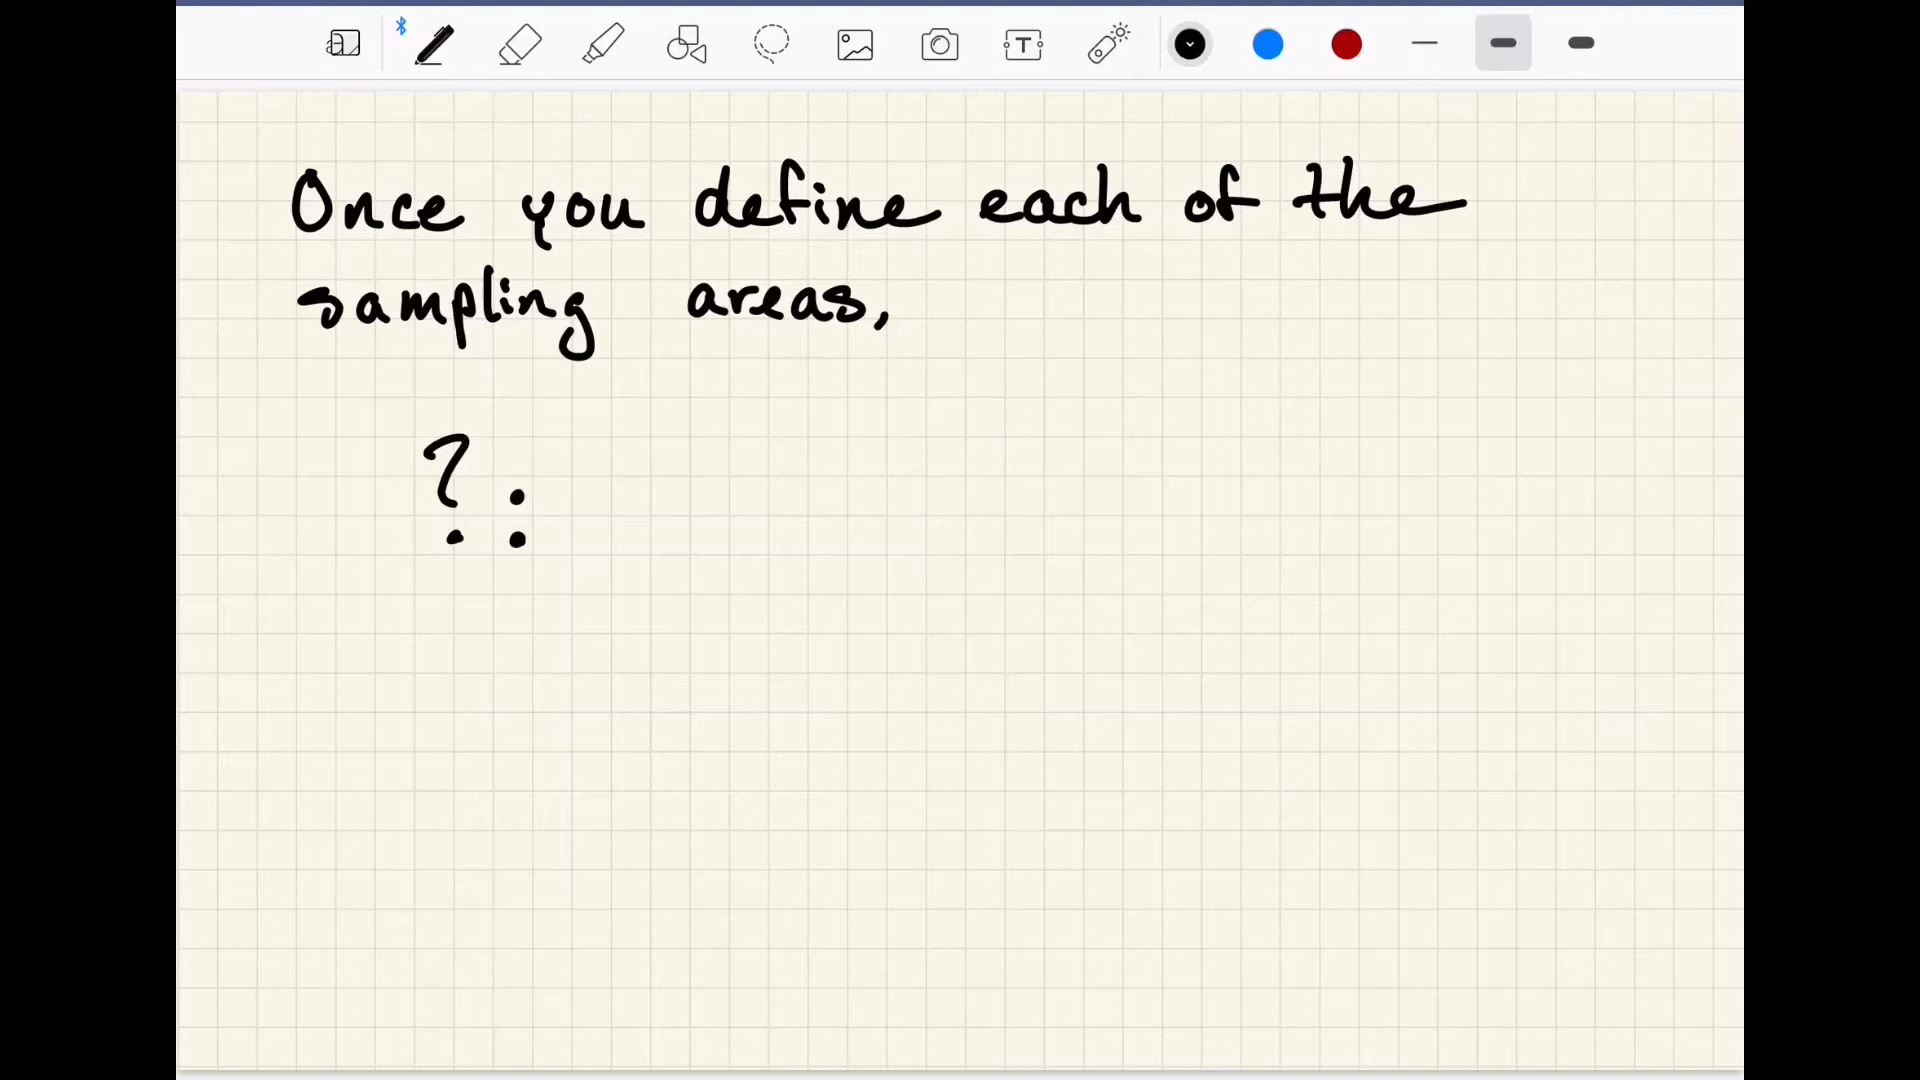 Once you define each of the
sampling areas,
? :